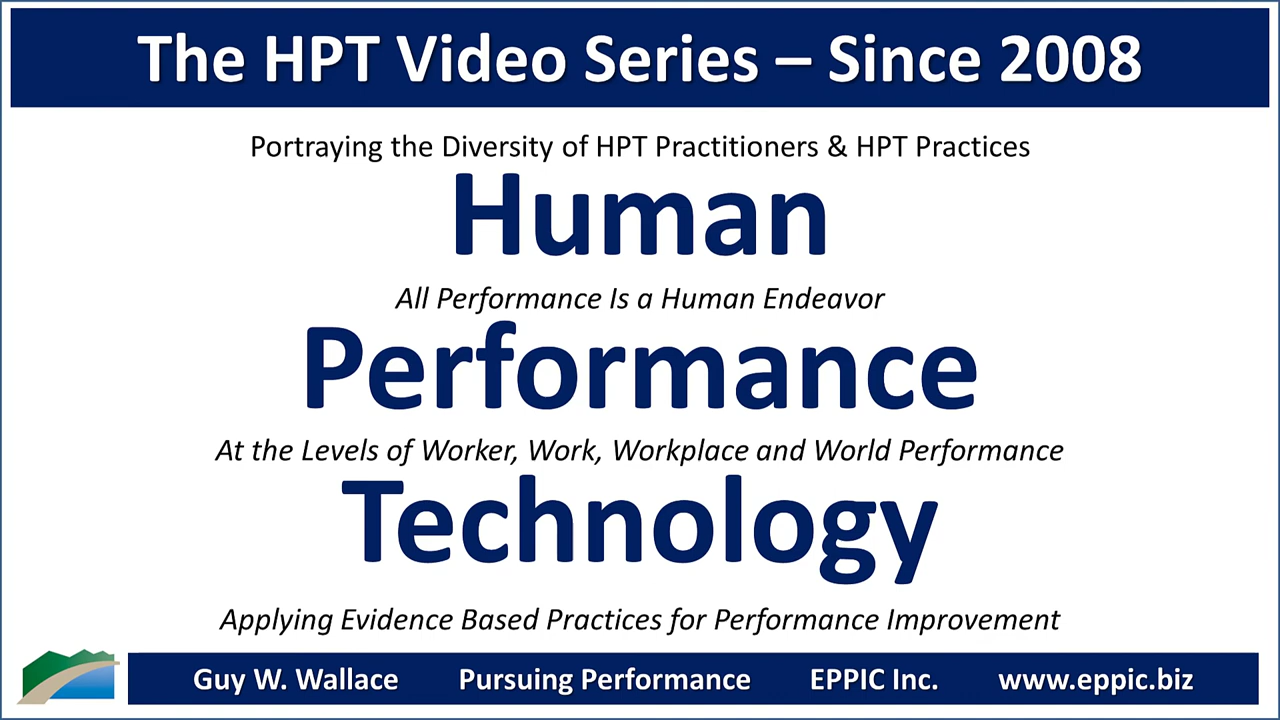 The HPT Video Series – Since 2008
Portraying the Diversity of HPT Practitioners & HPT Practices
Human
All Performance Is a Human Endeavor
Performance
At the Levels of Worker, Work, Workplace and World Performance
Technology
Applying Evidence Based Practices for Performance Improvement
Guy W. Wallace Pursuing Performance EPPIC Inc. www.eppic.biz